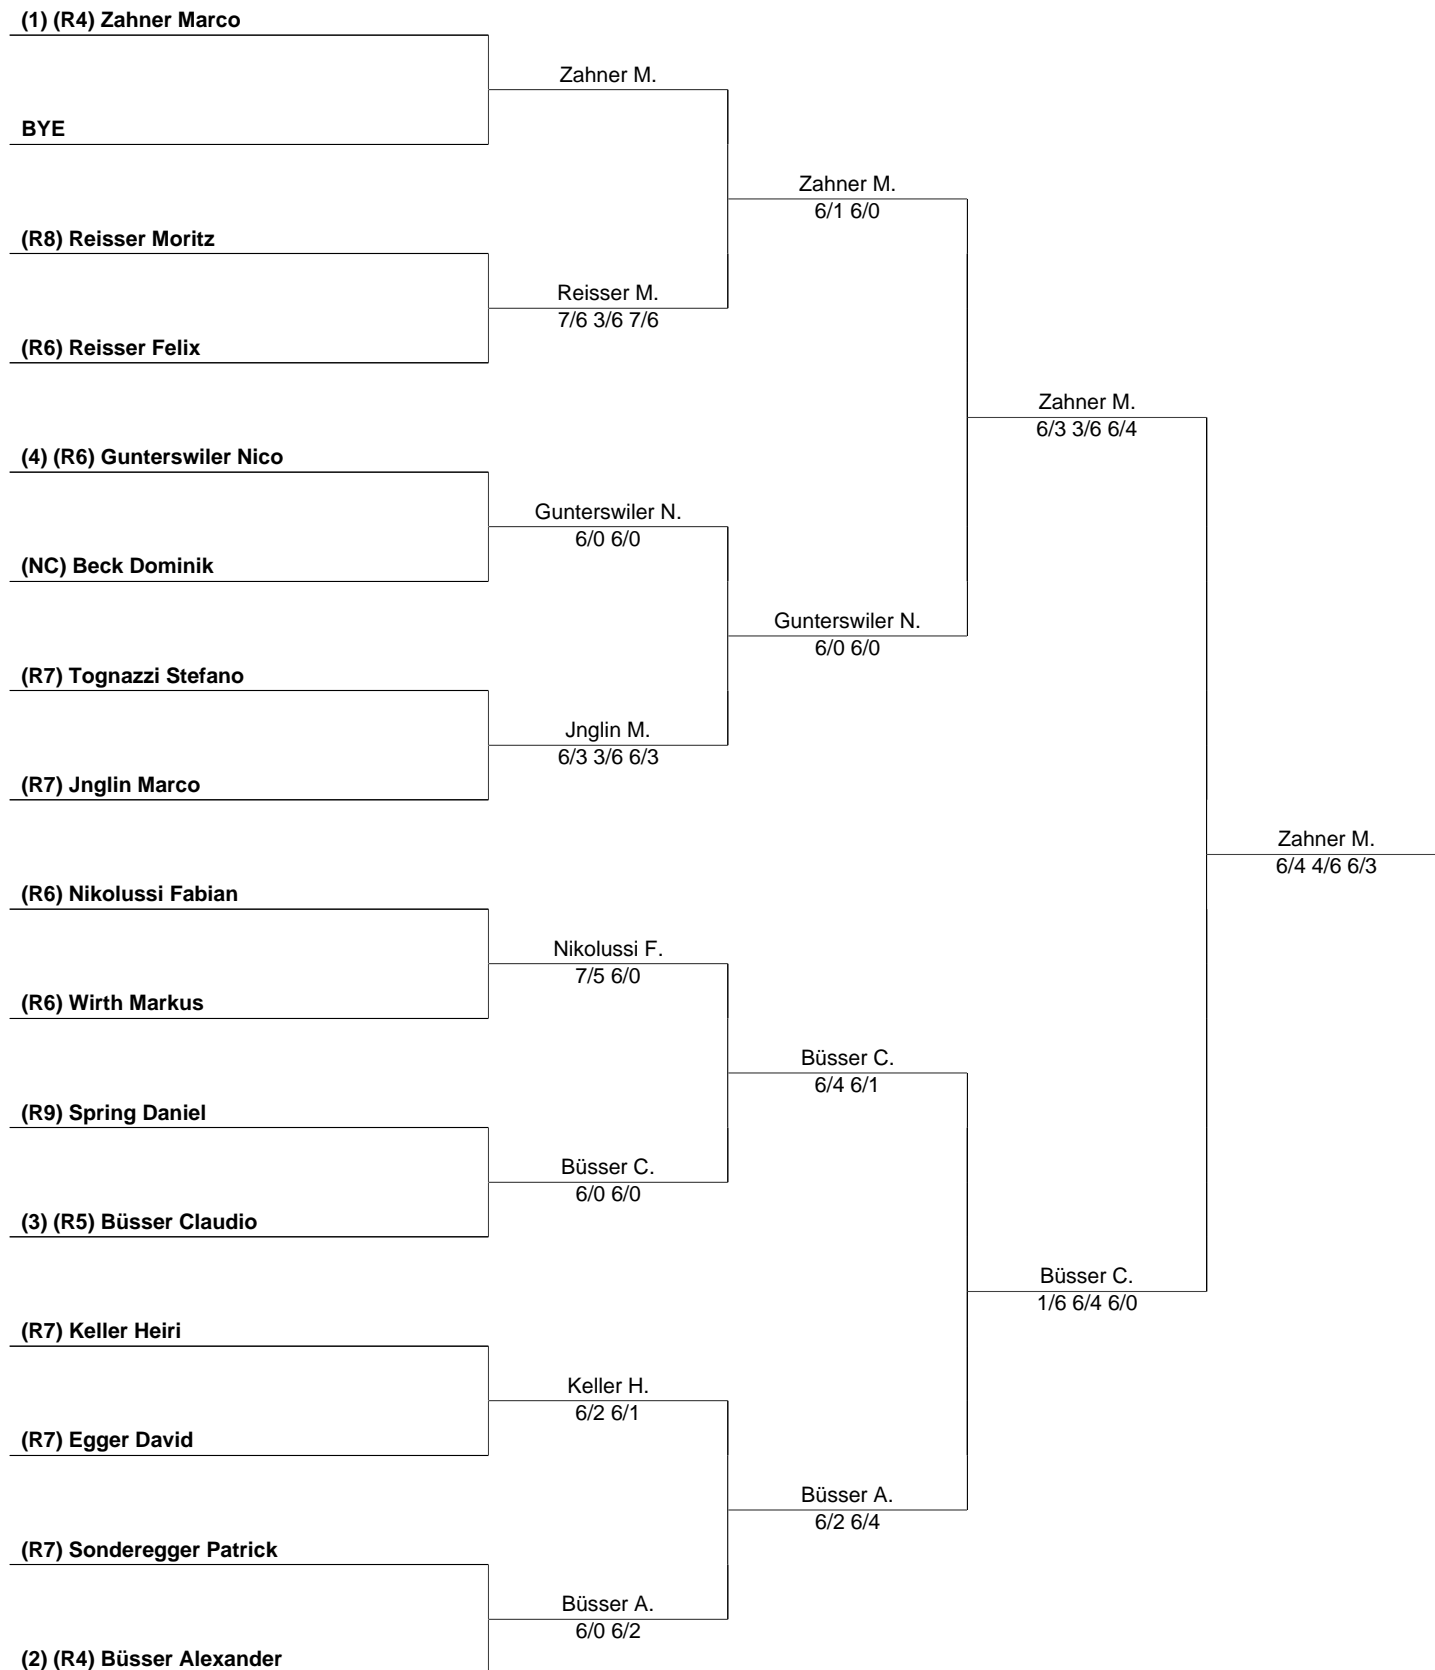 (1) (R4) Zahner Marco
Zahner M.
BYE
Zahner M.
6/1 6/0
(R8) Reisser Moritz
Reisser M.
7/6 3/6 7/6
(R6) Reisser Felix
Zahner M.
6/3 3/6 6/4
(4) (R6) Gunterswiler Nico
Gunterswiler N.
6/0 6/0
(NC) Beck Dominik
Gunterswiler N.
6/0 6/0
(R7) Tognazzi Stefano
Jnglin M.
6/3 3/6 6/3
(R7) Jnglin Marco
Zahner M.
6/4 4/6 6/3
(R6) Nikolussi Fabian
Nikolussi F.
7/5 6/0
(R6) Wirth Markus
Büsser C.
6/4 6/1
(R9) Spring Daniel
Büsser C.
6/0 6/0
(3) (R5) Büsser Claudio
Büsser C.
1/6 6/4 6/0
(R7) Keller Heiri
Keller H.
6/2 6/1
(R7) Egger David
Büsser A.
6/2 6/4
(R7) Sonderegger Patrick
Büsser A.
6/0 6/2
(2) (R4) Büsser Alexander